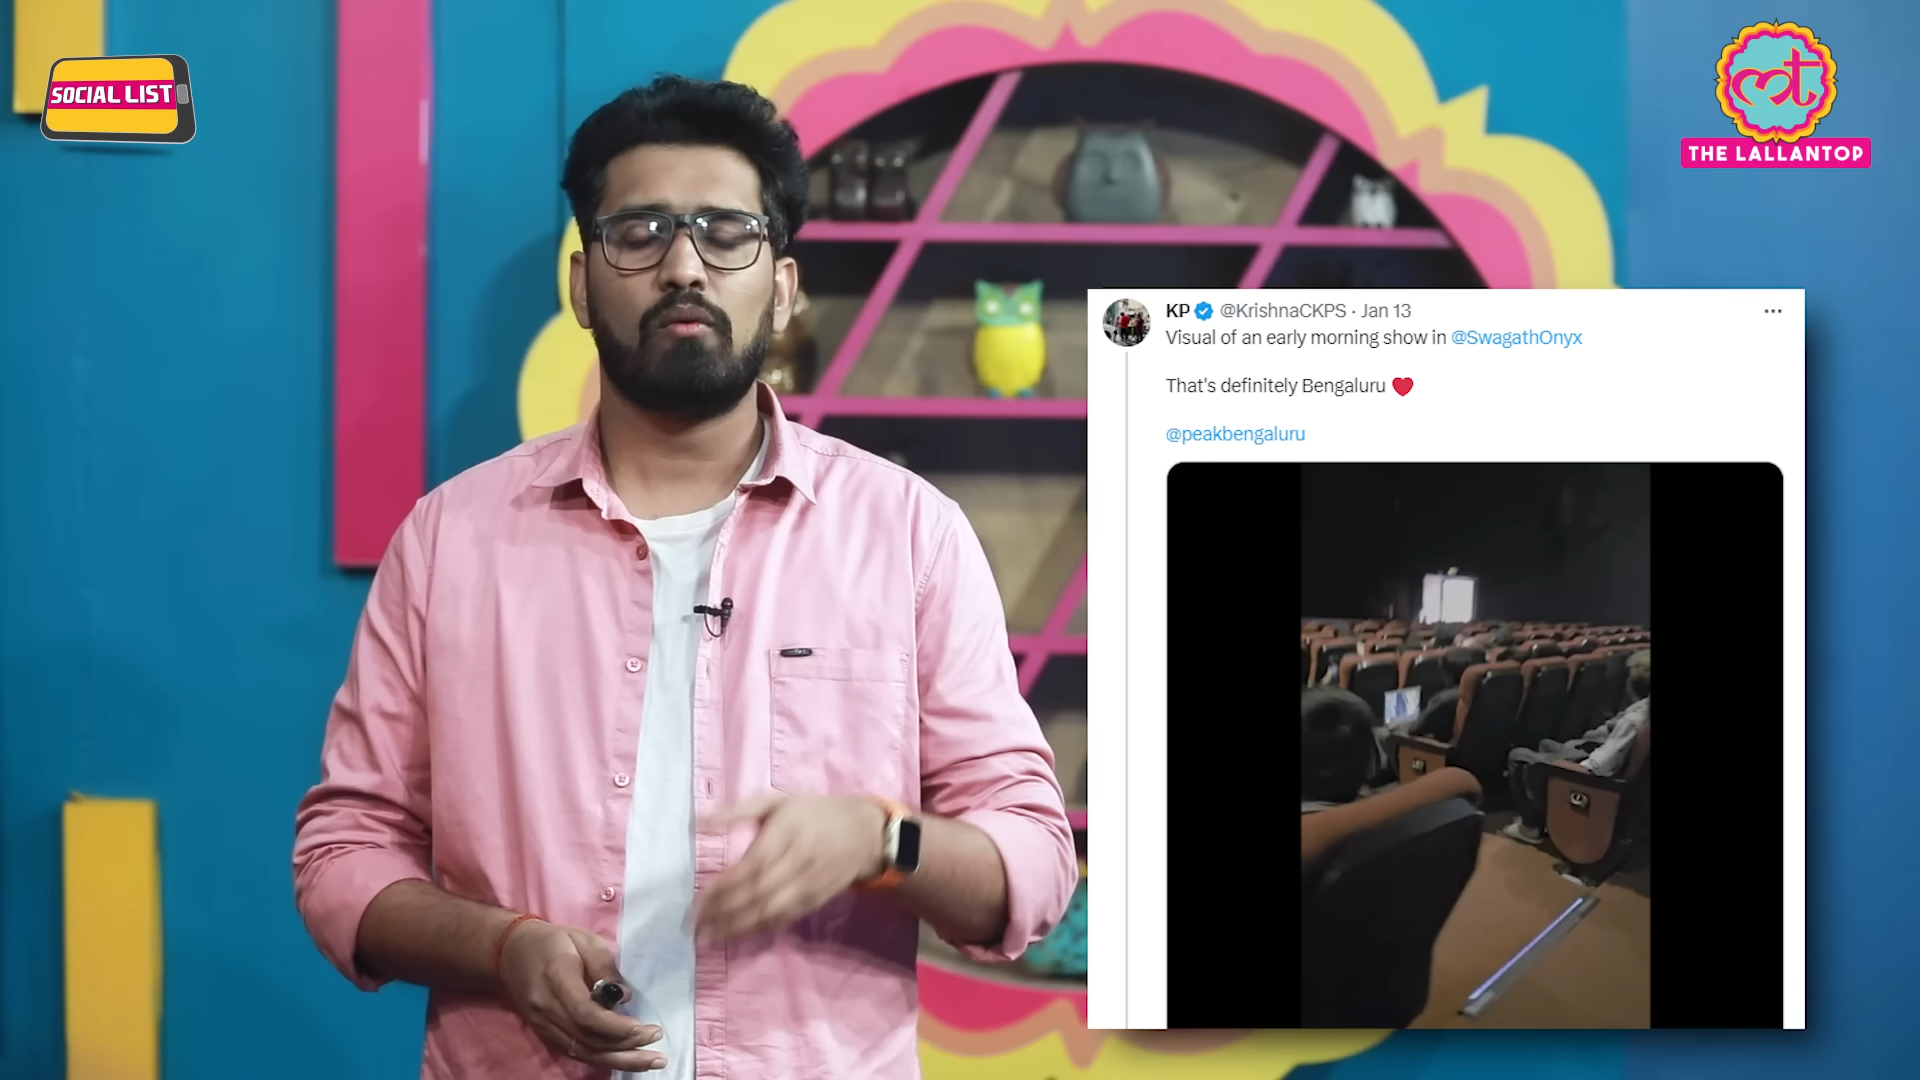 SOCIAL LIST
लT
THE LALLANTOP
KP @KrishnaCKPS · Jan 13
Visual of an early morning show in @SwagathOnyx
That's definitely Bengaluru ❤️
@peakbengaluru